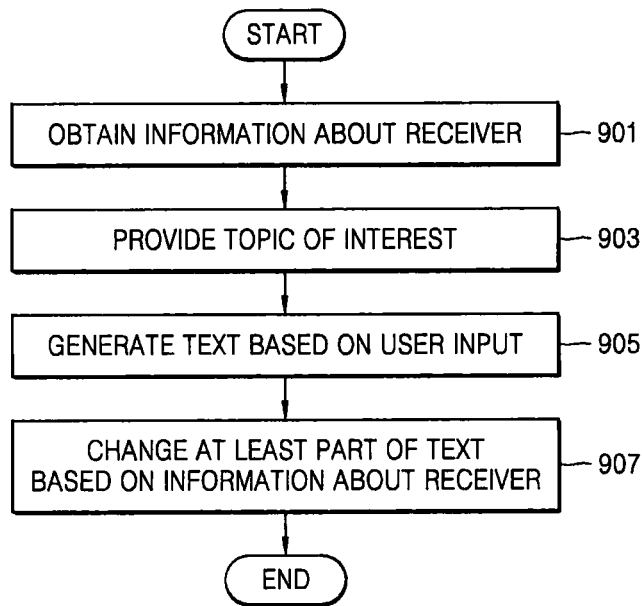 START
OBTAIN INFORMATION ABOUT RECEIVER 901
PROVIDE TOPIC OF INTEREST 903
GENERATE TEXT BASED ON USER INPUT 905
CHANGE AT LEAST PART OF TEXT
BASED ON INFORMATION ABOUT RECEIVER 907
END